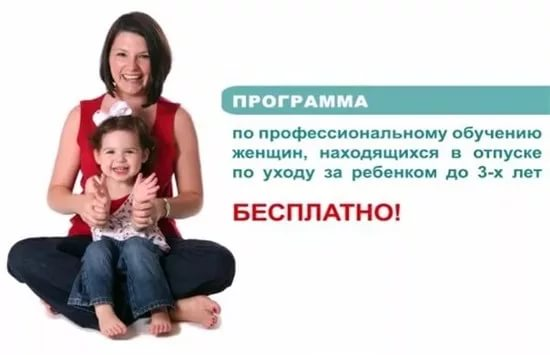 ПРОГРАММА
по профессиональному обучению
женщин, находящихся в отпуске
по уходу за ребенком до 3-х лет
БЕСПЛАТНО!